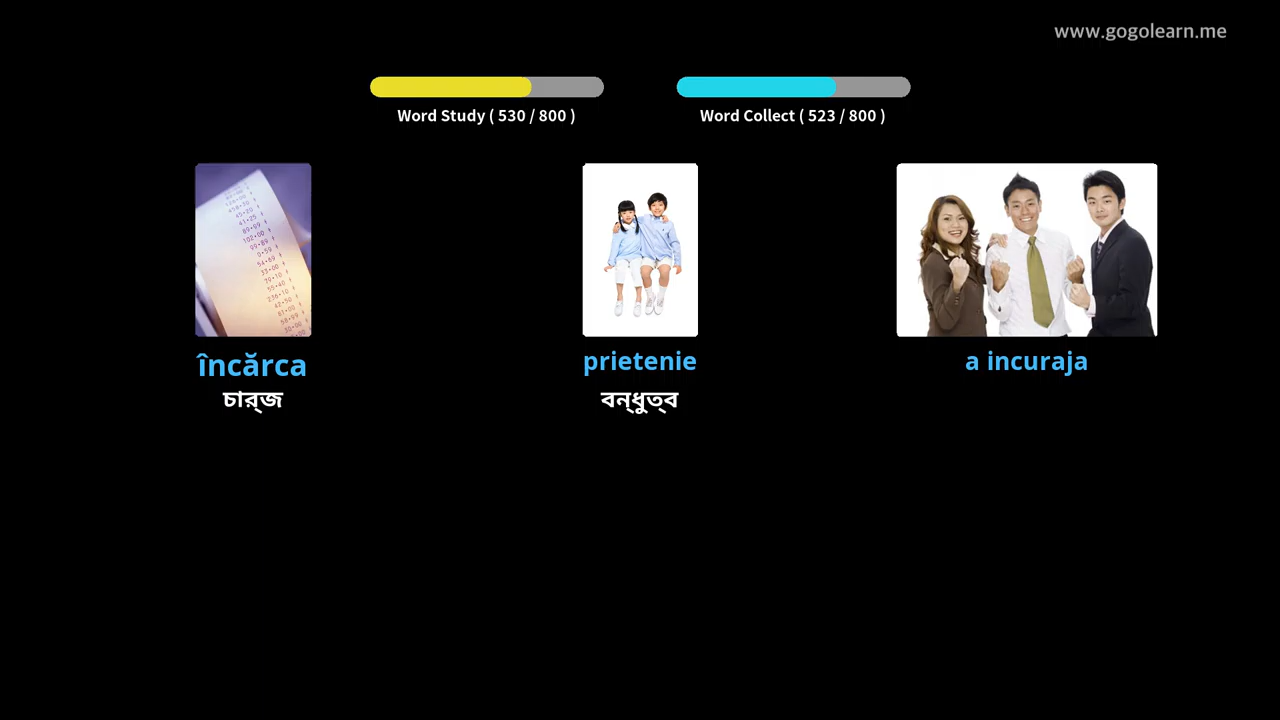 www.gogolearn.me
Word Study ( 530 / 800 )
Word Collect ( 523 / 800 )
încărca
prietenie
a incuraja
চার্জ
বন্ধুত্ব